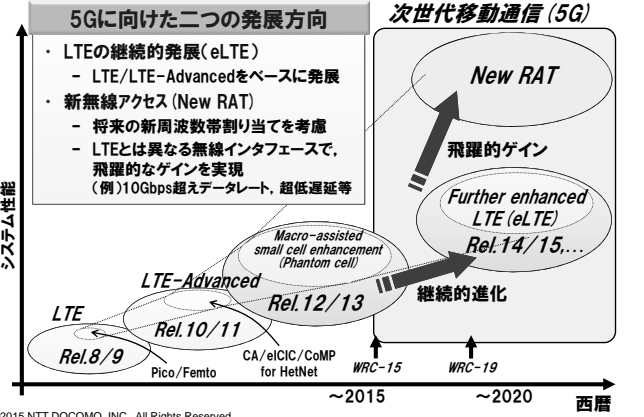 5Gに向けた二つの発展方向
・ LTEの継続的発展(eLTE)
− LTE/LTE-Advancedをベースに発展
・ 新無線アクセス(New RAT)
− 将来の新周波数帯割り当てを考慮
− LTEとは異なる無線インタフェースで,
飛躍的なゲインを実現
(例)10Gbps超えデータレート, 超低遅延等
次世代移動通信(5G)
New RAT
飛躍的ゲイン
Further enhanced
LTE(eLTE)
Rel.14/15,...
継続的進化
Macro-assisted
small cell enhancement
(Phantom cell)
Rel.12/13
LTE-Advanced
Rel.10/11
LTE
Rel.8/9
Pico/Femto
CA/eICIC/CoMP
for HetNet
WRC-15
WRC-19
システム性能
~2015
~2020
西暦
2015 NTT DOCOMO, INC. All Rights Reserved